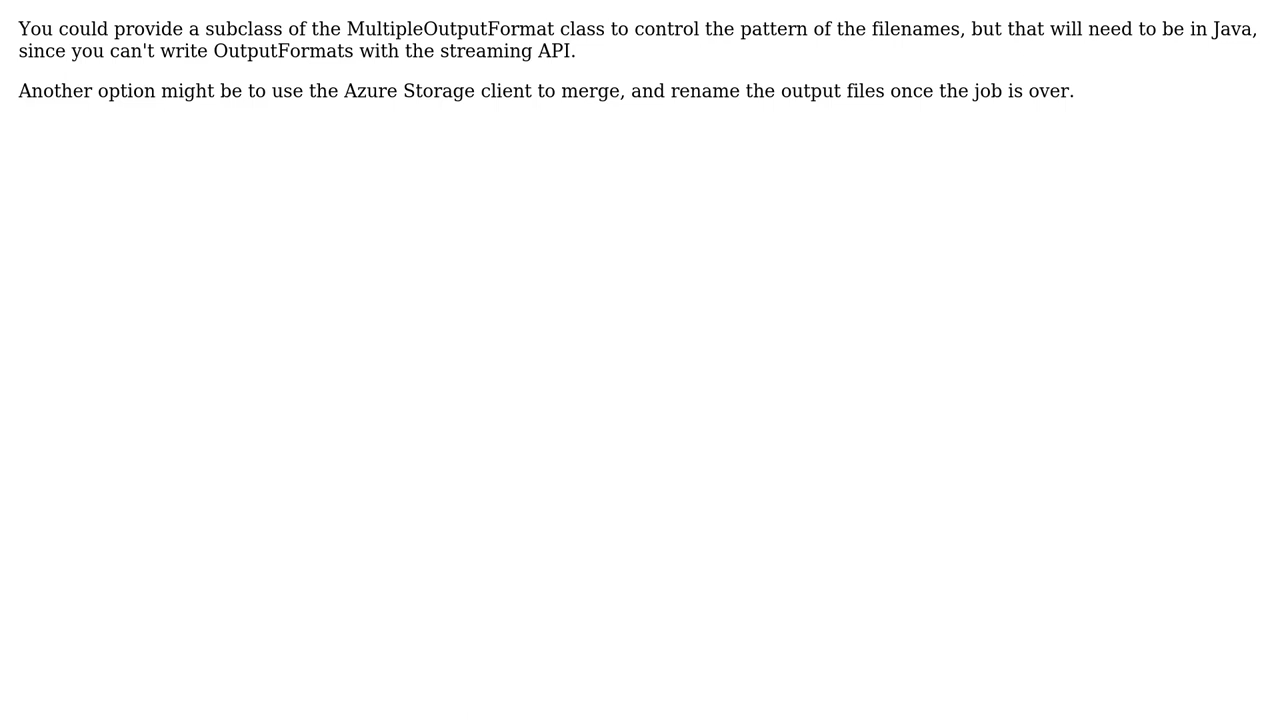 You could provide a subclass of the MultipleOutputFormat class to control the pattern of the filenames, but that will need to be in Java,
since you can't write OutputFormats with the streaming API.
Another option might be to use the Azure Storage client to merge, and rename the output files once the job is over.